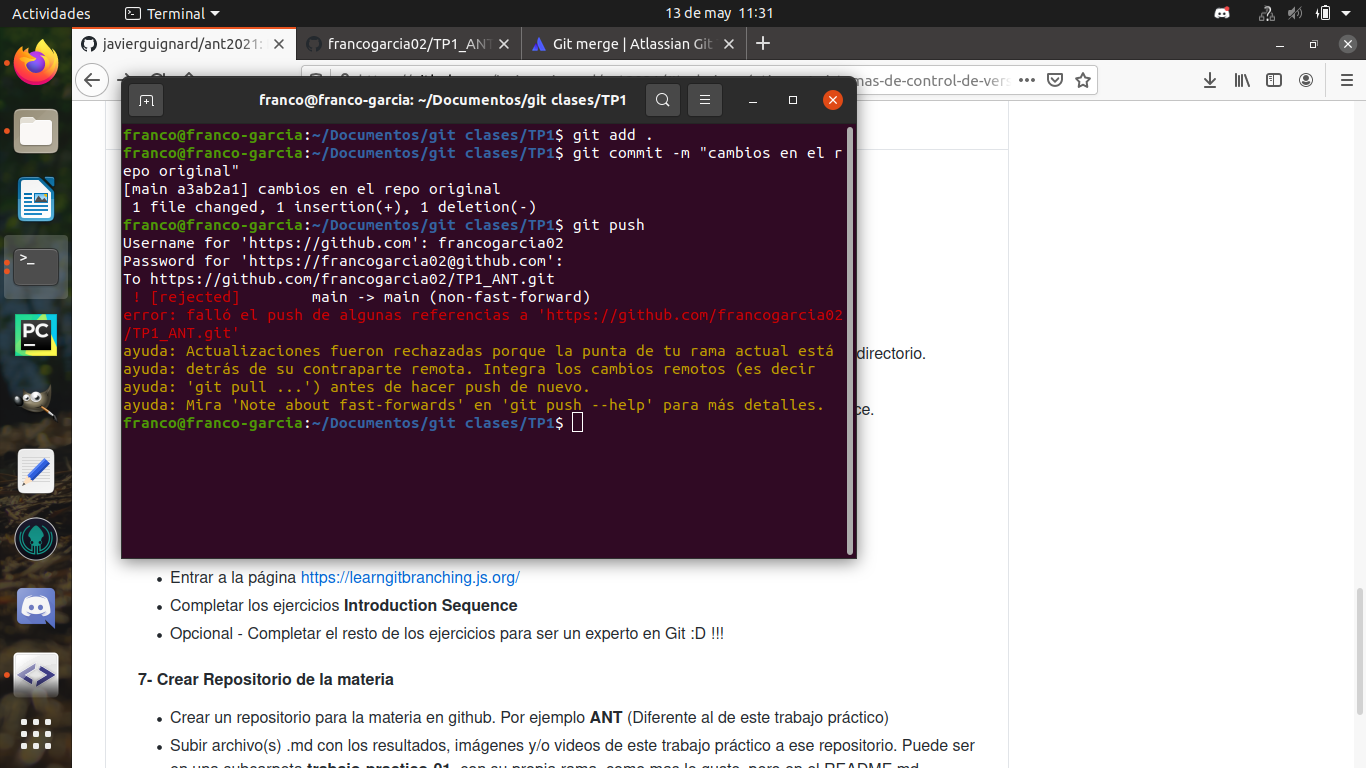 Actividades
Terminal
13 de may 11:31
javierguignard/ant2021:
francogarcia02/TP1_ANT
Git merge | Atlassian Git
mas-de-control-de-vers
franco@franco-garcia: ~/Documentos/git clases/TP1
franco@franco-garcia:~/Documentos/git clases/TP1$ git add .
franco@franco-garcia:~/Documentos/git clases/TP1$ git commit -m "cambios en el r
epo original"
[main a3ab2a1] cambios en el repo original
1 file changed, 1 insertion(+), 1 deletion(-)
franco@franco-garcia:~/Documentos/git clases/TP1$ git push
Username for 'https://github.com': francogarcia02
Password for 'https://francogarcia02@github.com':
To https://github.com/francogarcia02/TP1_ANT.git
! [rejected] main -> main (non-fast-forward)
error: falló el push de algunas referencias a 'https://github.com/francogarcia02
/TP1_ANT.git'
ayuda: Actualizaciones fueron rechazadas porque la punta de tu rama actual está
ayuda: detrás de su contraparte remota. Integra los cambios remotos (es decir
ayuda: 'git pull ...') antes de hacer push de nuevo.
ayuda: Mira 'Note about fast-forwards' en 'git push --help' para más detalles.
franco@franco-garcia:~/Documentos/git clases/TP1$
directorio.
ce.
>_
PC
• Entrar a la página https://learngitbranching.js.org/
• Completar los ejercicios Introduction Sequence
• Opcional - Completar el resto de los ejercicios para ser un experto en Git :D !!!
7- Crear Repositorio de la materia
• Crear un repositorio para la materia en github. Por ejemplo ANT (Diferente al de este trabajo práctico)
• Subir archivo(s) .md con los resultados, imágenes y/o videos de este trabajo práctico a ese repositorio. Puede ser